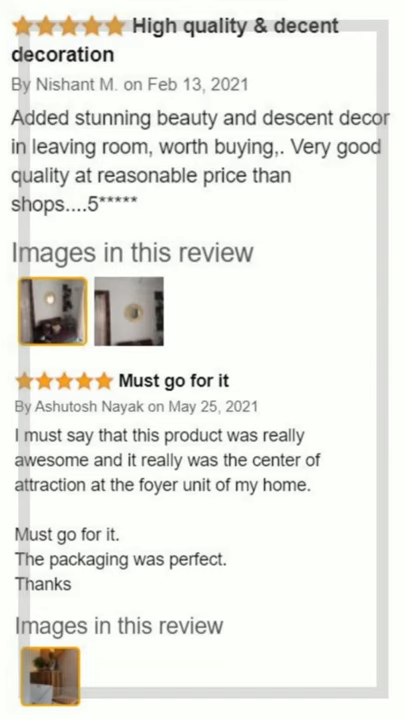 High quality & decent
decoration
By Nishant M. on Feb 13, 2021
Added stunning beauty and descent decor
in leaving room, worth buying,. Very good
quality at reasonable price than
shops....5*****
Images in this review
Must go for it
By Ashutosh Nayak on May 25, 2021
I must say that this product was really
awesome and it really was the center of
attraction at the foyer unit of my home.
Must go for it.
The packaging was perfect.
Thanks
Images in this review